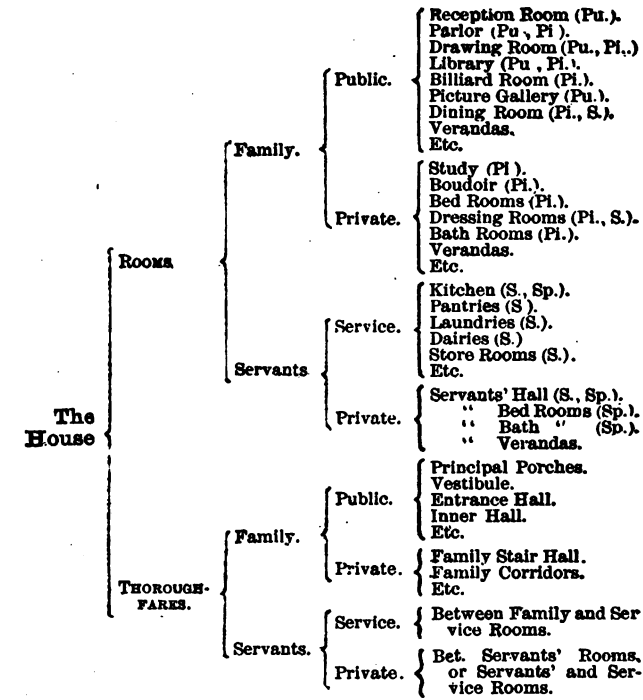 Reception Room (Pu.).
Parlor (Pu., Pi ).
Drawing Room (Pu., Pi.,)
Library (Pu , Pi.).
Public.
Billiard Room (Pi.).
Picture Gallery (Pu.).
Dining Room (Pi., S.).
Verandas.
Etc.
Family.
Study (Pi ).
Boudoir (Pi.).
Bed Rooms (Pi.).
Private.
Dressing Rooms (Pi., S.).
Bath Rooms (Pi.).
Verandas.
Etc.
ROOMS
Kitchen (S., Sp.).
Pantries (S ).
Service.
Laundries (S.).
Dairies (S.)
Store Rooms (S.).
Etc.
Servants
Servants' Hall (S., Sp.).
Private.
" Bed Rooms (Sp.).
" Bath " (Sp.).
" Verandas.
The
House
Principal Porches.
Vestibule.
Public.
Entrance Hall.
Inner Hall.
Etc.
Family.
Family Stair Hall.
Private.
Family Corridors.
Etc.
THOROUGH-
FARES.
Service.
Between Family and Ser
vice Rooms.
Servants.
Bet. Servants' Rooms,
Private.
or Servants' and Ser-
vice Rooms.